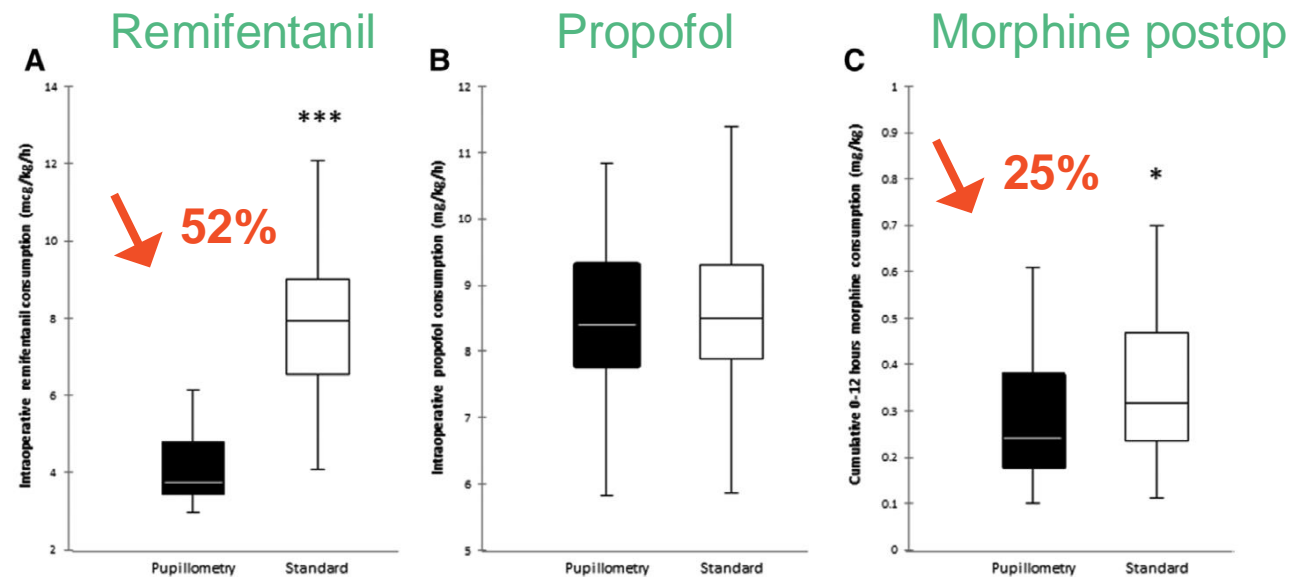 Remifentanil
Propofol
Morphine postop
A
B
C
Intraoperative remifentanil consumption (mcg/kg/h)
14
12
10
8
6
4
2
***
52%
Pupillometry
Standard
Intraoperative propofol consumption (mg/kg/h)
12
11
10
9
8
7
6
5
Pupillometry
Standard
Cumulative 0-12 hours morphine consumption (mg/kg)
1
0.9
0.8
0.7
0.6
0.5
0.4
0.3
0.2
0.1
0
25%
*
Pupillometry
Standard